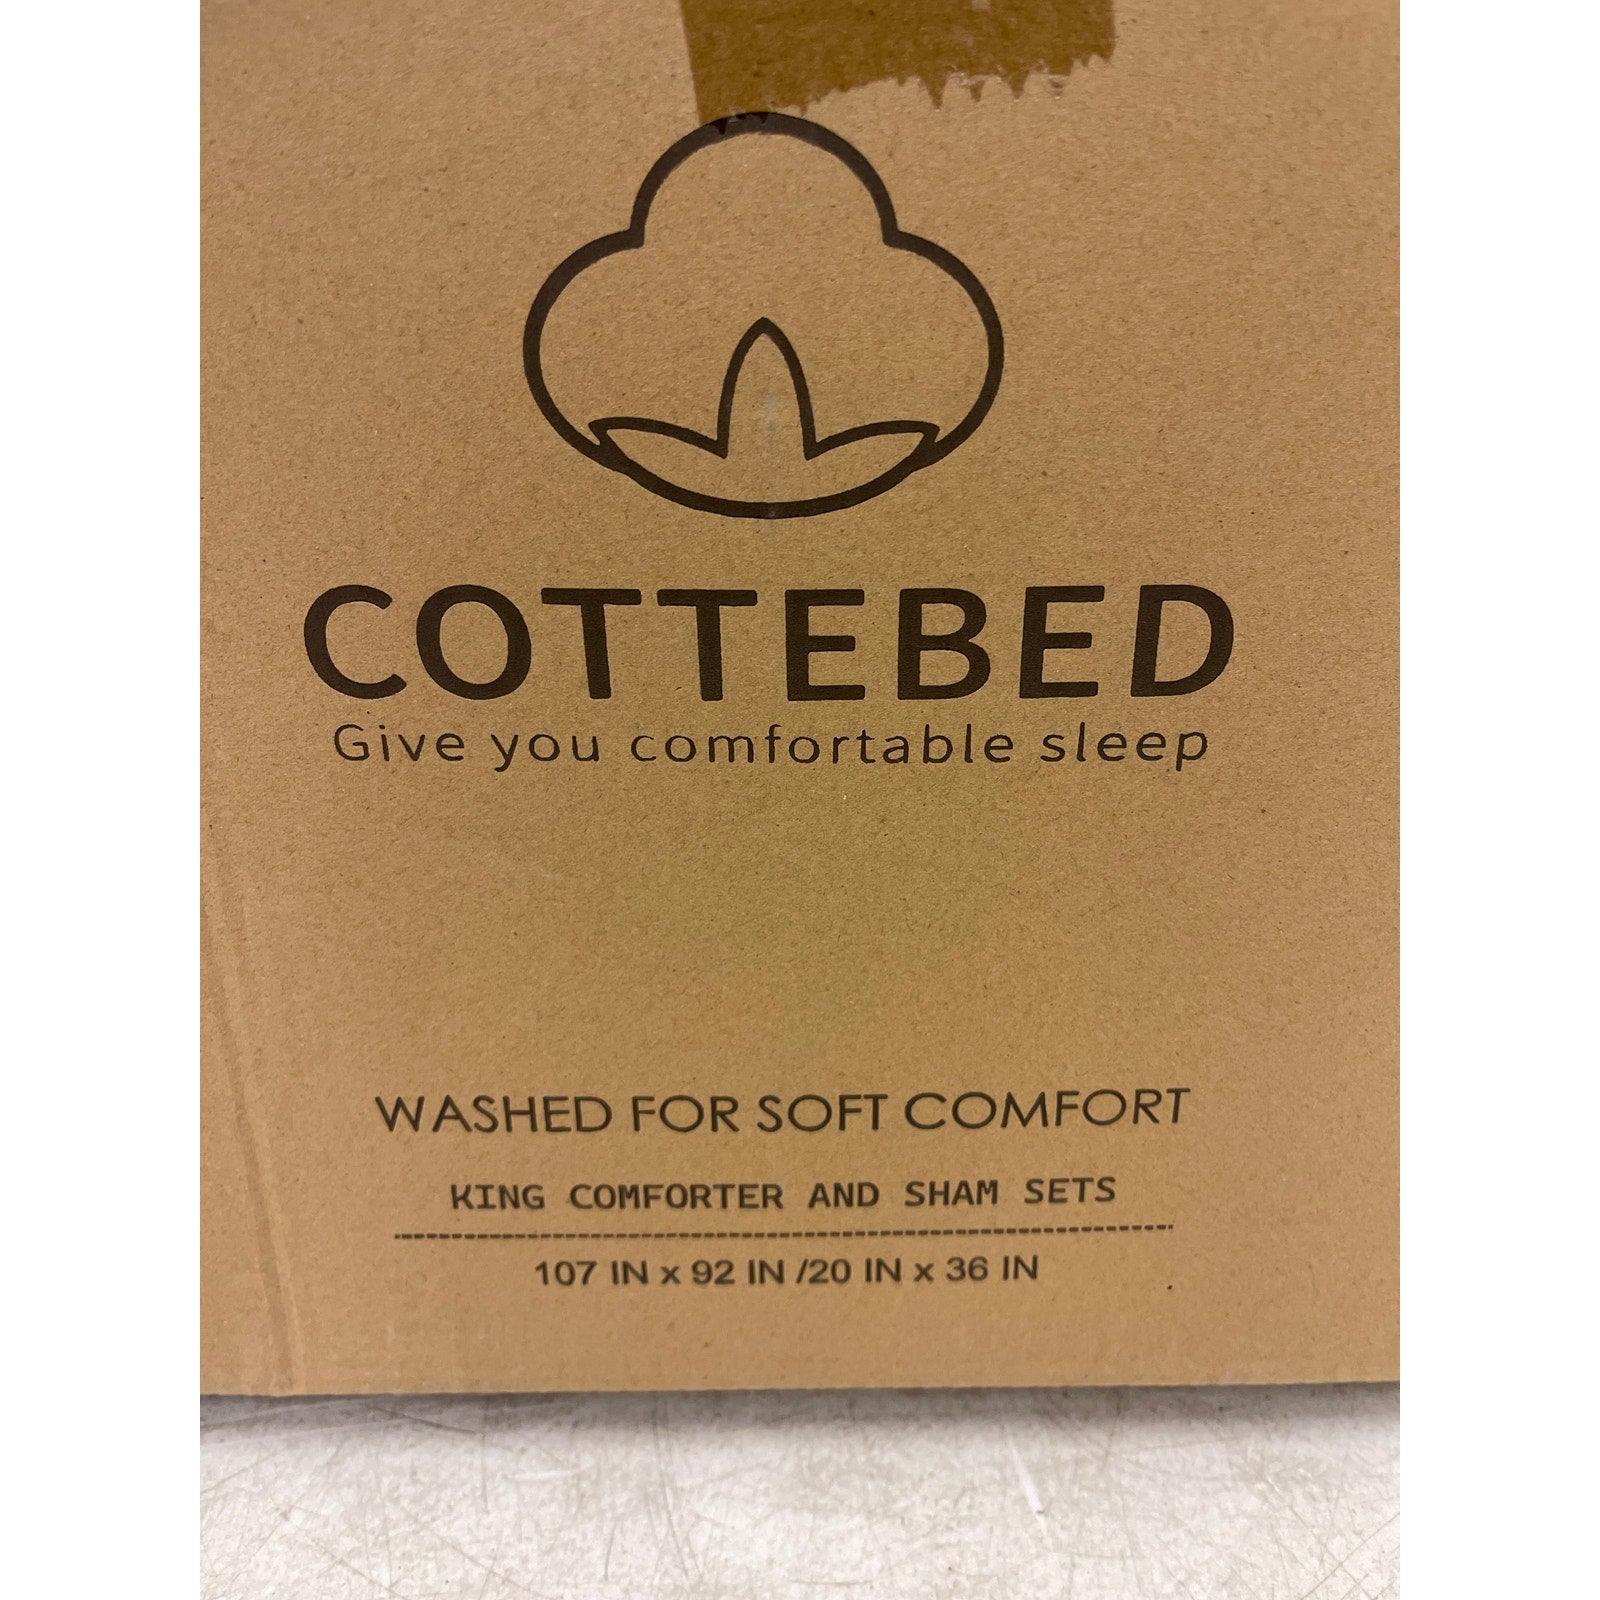 COTTEBED
Give you comfortable sleep
WASHED FOR SOFT COMFORT
KING COMFORTER AND SHAM SETS
107 IN x 92 IN /20 IN x 36 IN